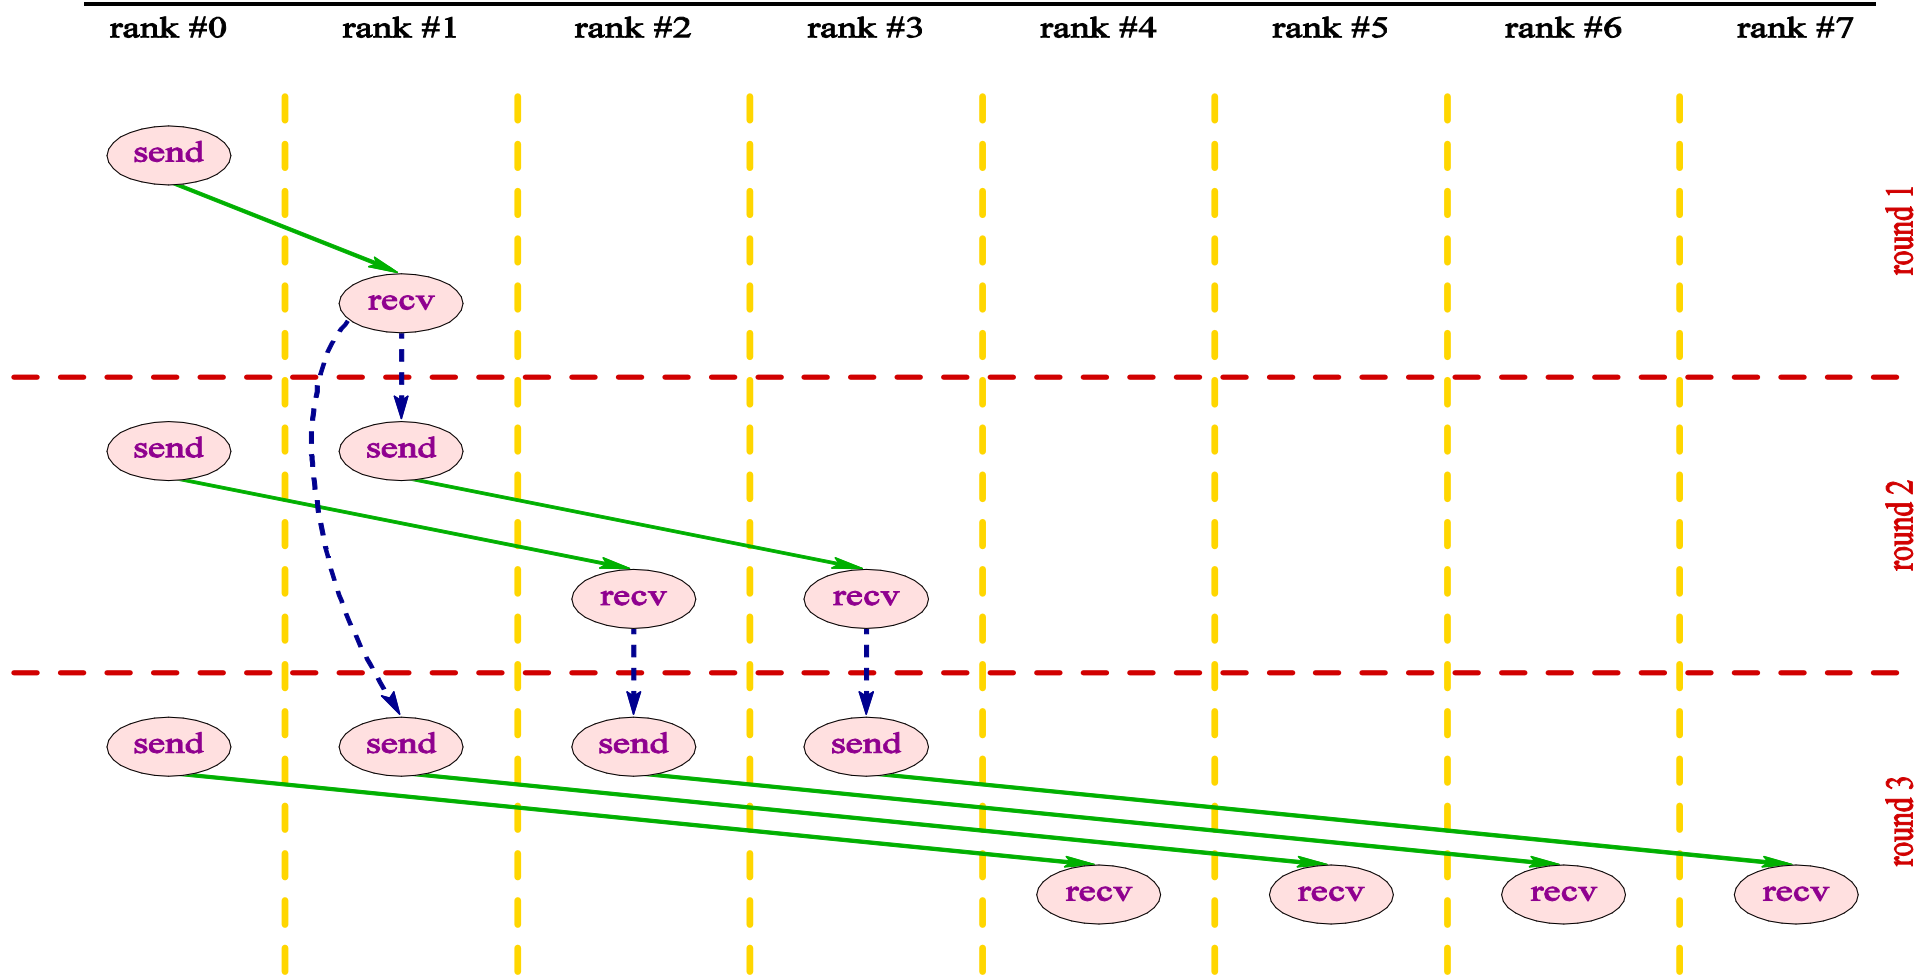 rank #0 rank #1 rank #2 rank #3 rank #4 rank #5 rank #6 rank #7
send
round 1
recv
send send
round 2
recv recv
send send send send
round 3
recv recv recv recv